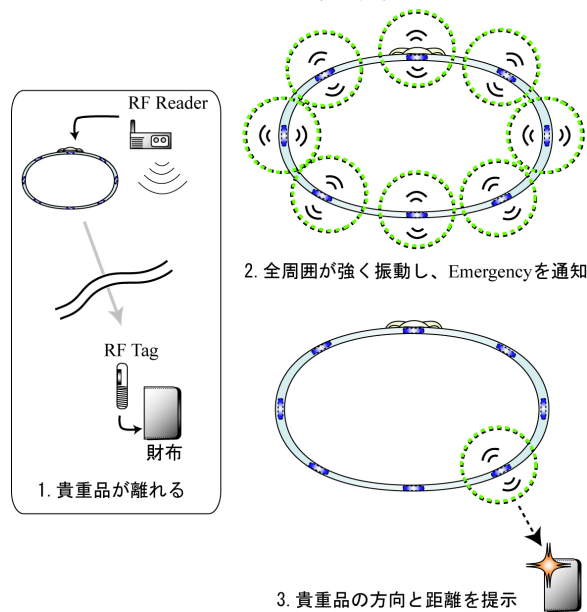 RF Reader
RF Tag
財布
1. 貴重品が離れる
2. 全周囲が強く振動し、Emergencyを通知
3. 貴重品の方向と距離を提示